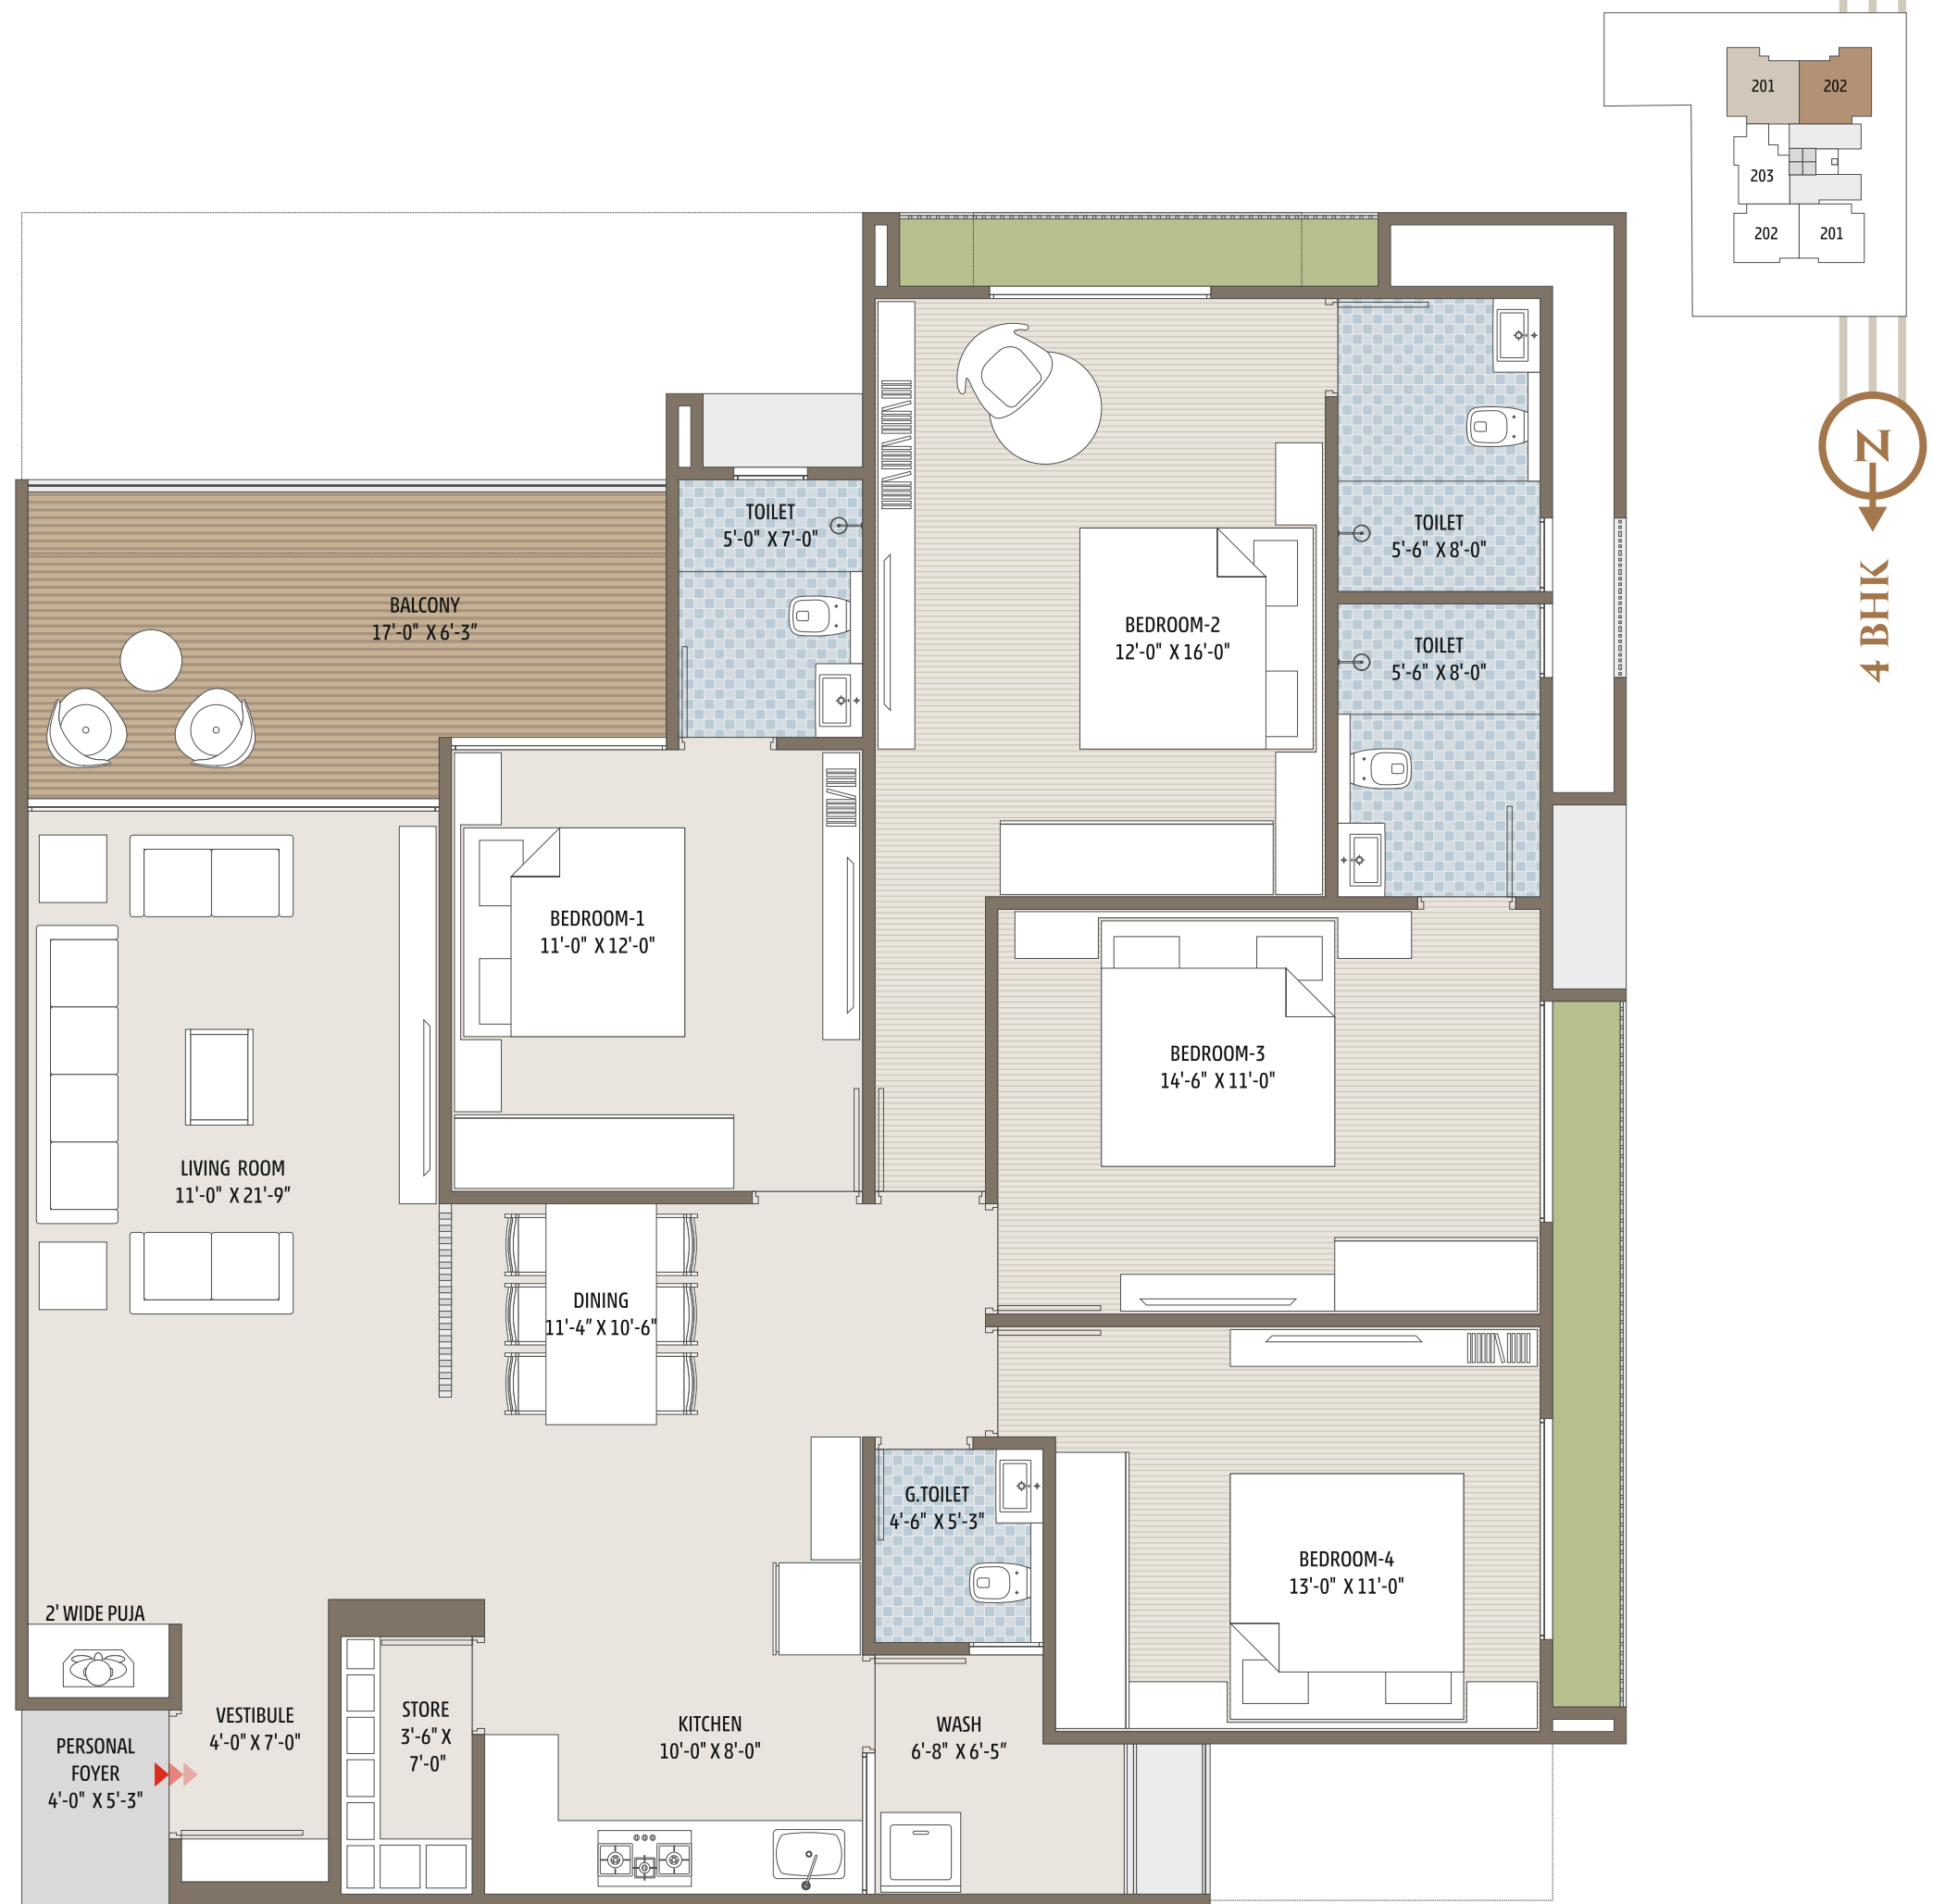 201
202
203
202
201
N
4 BHK
TOILET
5'-0" X 7'-0"
TOILET
5'-6" X 8'-0"
BALCONY
17'-0" X 6'-3"
BEDROOM-2
12'-0" X 16'-0"
TOILET
5'-6" X 8'-0"
BEDROOM-1
11'-0" X 12'-0"
BEDROOM-3
14'-6" X 11'-0"
LIVING ROOM
11'-0" X 21'-9"
DINING
11'-4" X 10'-6"
G.TOILET
4'-6" X 5'-3"
BEDROOM-4
13'-0" X 11'-0"
2' WIDE PUJA
VESTIBULE
4'-0" X 7'-0"
STORE
3'-6" X
7'-0"
KITCHEN
10'-0" X 8'-0"
WASH
6'-8" X 6'-5"
PERSONAL
FOYER
4'-0" X 5'-3"